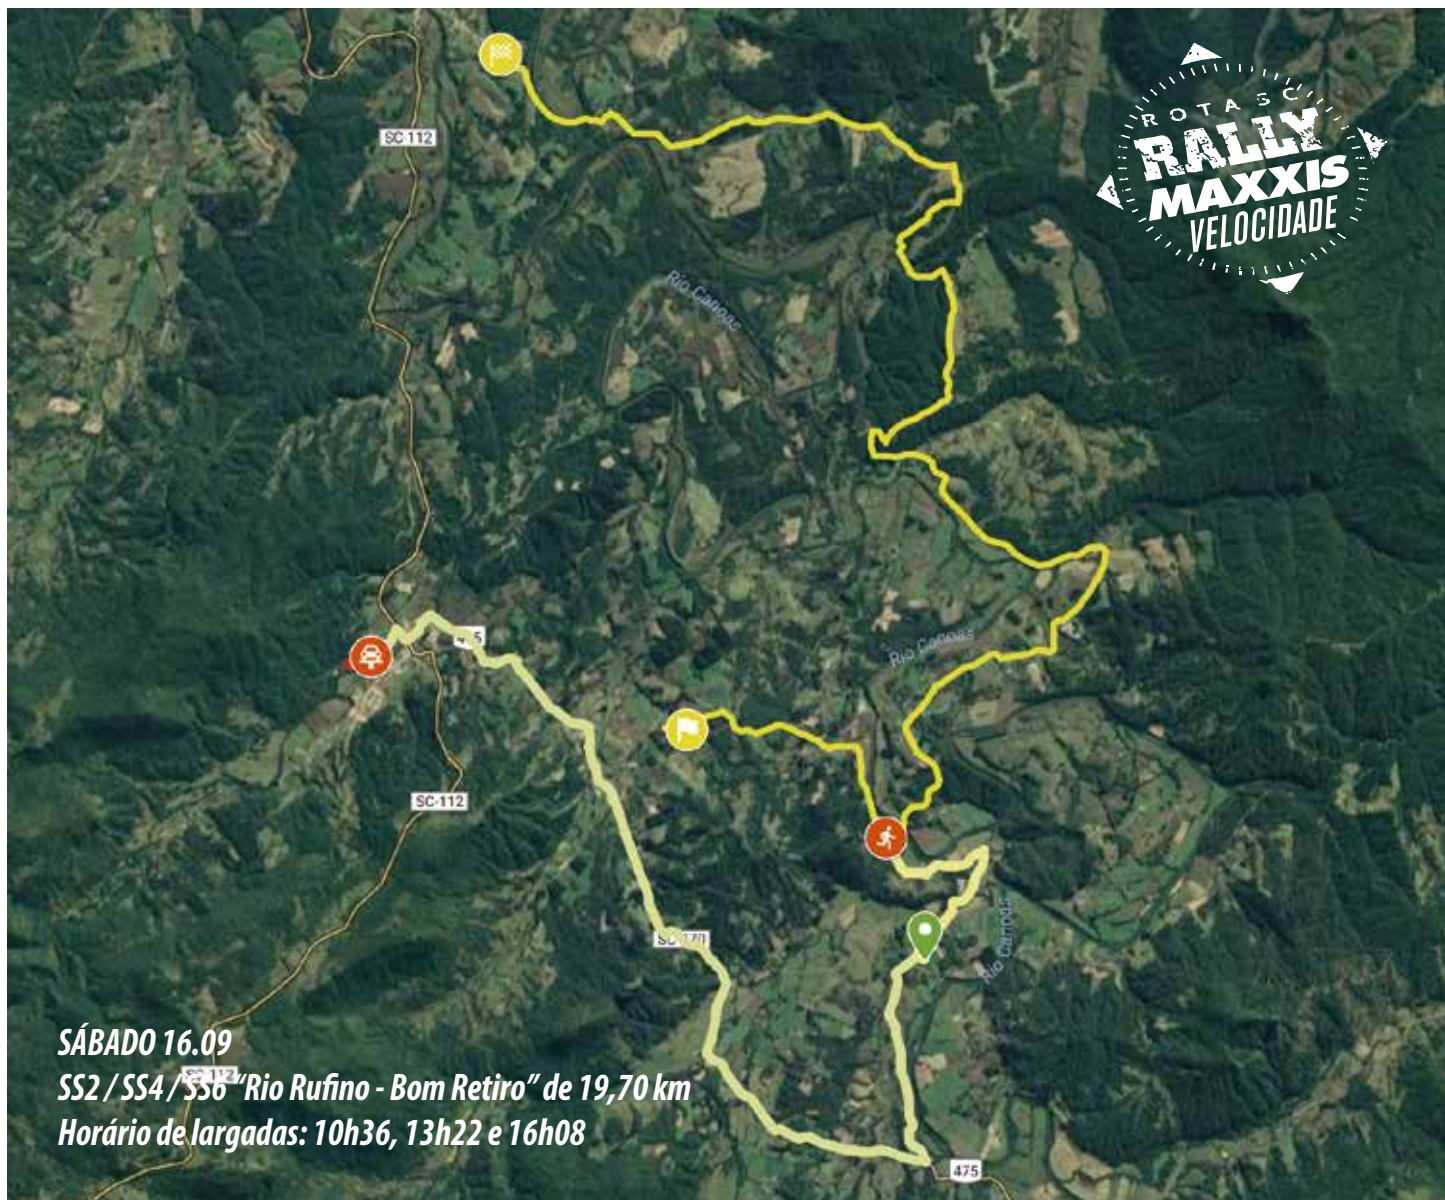 ROTA SC
RALLY
MAXXIS
VELOCIDADE
SC-112
Rio Canoas
Rio Canoas
SC-112
Rio Canoas
SÁBADO 16.09
SS2 / SS4 / SS6 “Rio Rufino - Bom Retiro” de 19,70 km
Horário de largadas: 10h36, 13h22 e 16h08
475